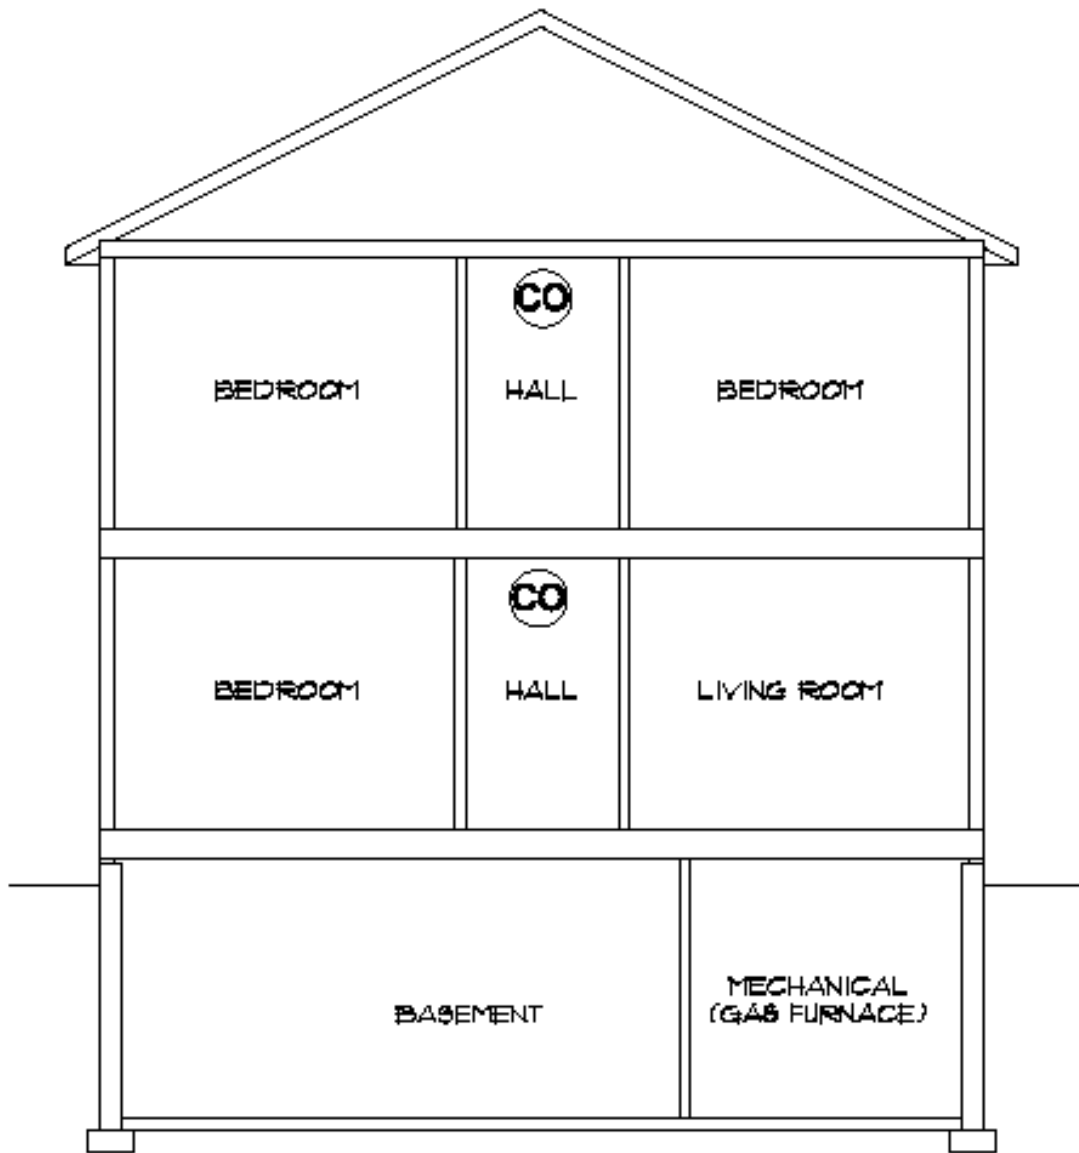 CO
BEDROOM HALL BEDROOM
CO
BEDROOM HALL LIVING ROOM
BASEMENT
MECHANICAL
(GAS FURNACE)